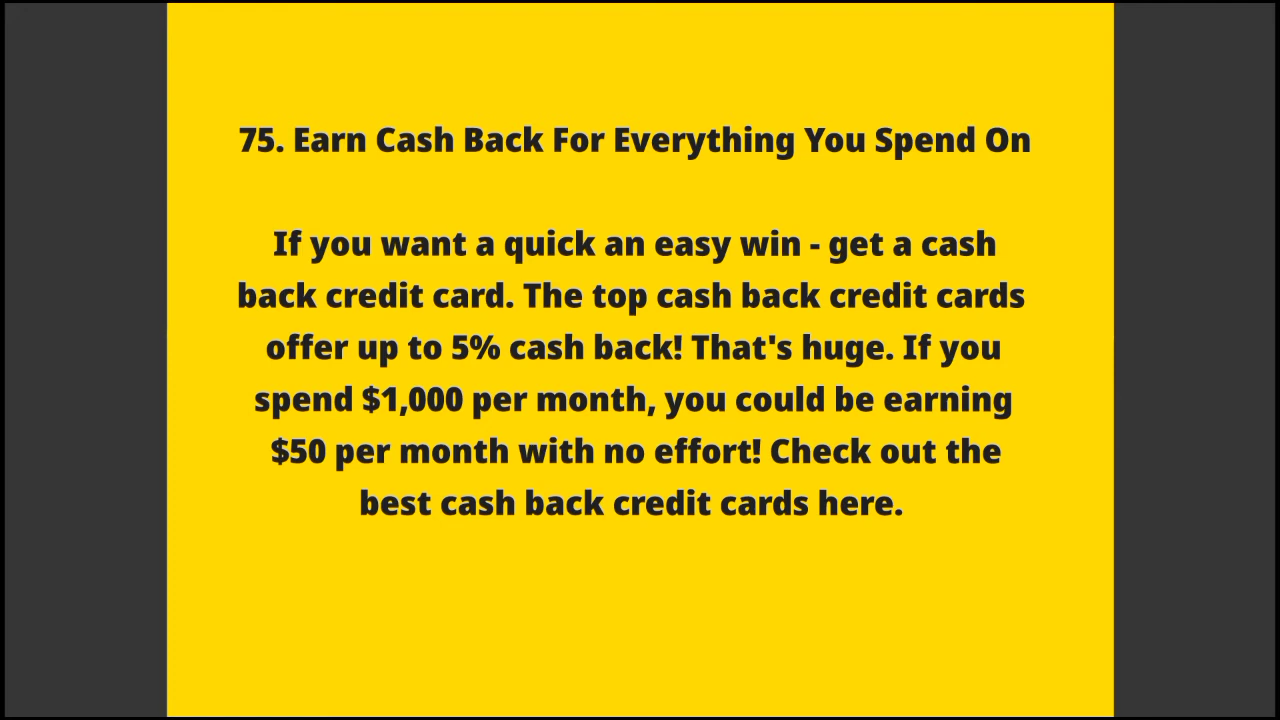 75. Earn Cash Back For Everything You Spend On
If you want a quick an easy win - get a cash
back credit card. The top cash back credit cards
offer up to 5% cash back! That's huge. If you
spend $1,000 per month, you could be earning
$50 per month with no effort! Check out the
best cash back credit cards here.